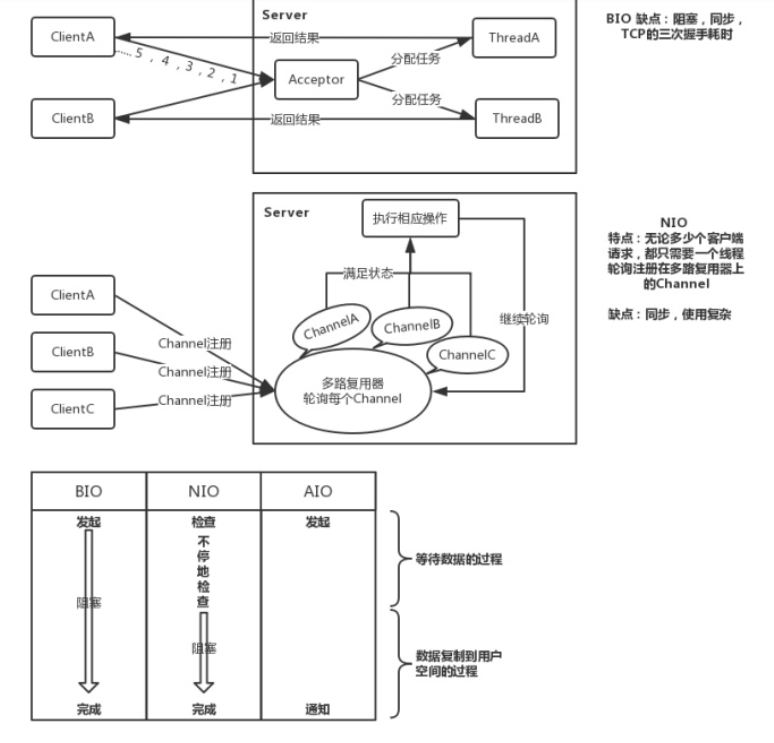 Server
ClientA
返回结果
ThreadA
......5，4，3，2，1
分配任务
Acceptor
分配任务
ClientB
返回结果
ThreadB
BIO 缺点：阻塞，同步，
TCP的三次握手耗时
Server
执行相应操作
满足状态
ChannelA
ChannelB
ChannelC
继续轮询
ClientA
Channel注册
ClientB
Channel注册
ClientC
Channel注册
多路复用器
轮询每个Channel
NIO
特点：无论多少个客户端
请求，都只需要一个线程
轮询注册在多路复用器上
的Channel
缺点：同步，使用复杂
BIO
NIO
AIO
发起
检查
发起
不
停
地
检
查
阻塞
阻塞
完成
完成
通知
等待数据的过程
数据复制到用户
空间的过程